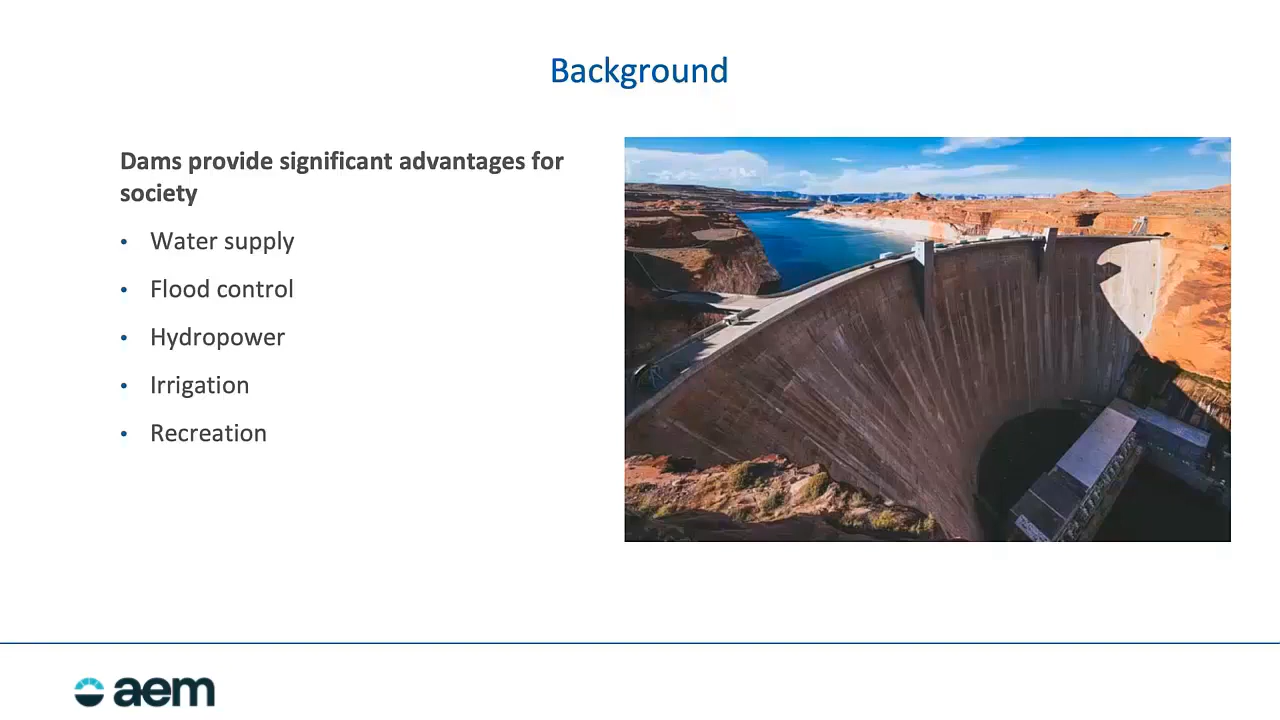 Background
Dams provide significant advantages for
society
• Water supply
• Flood control
• Hydropower
• Irrigation
• Recreation
aem